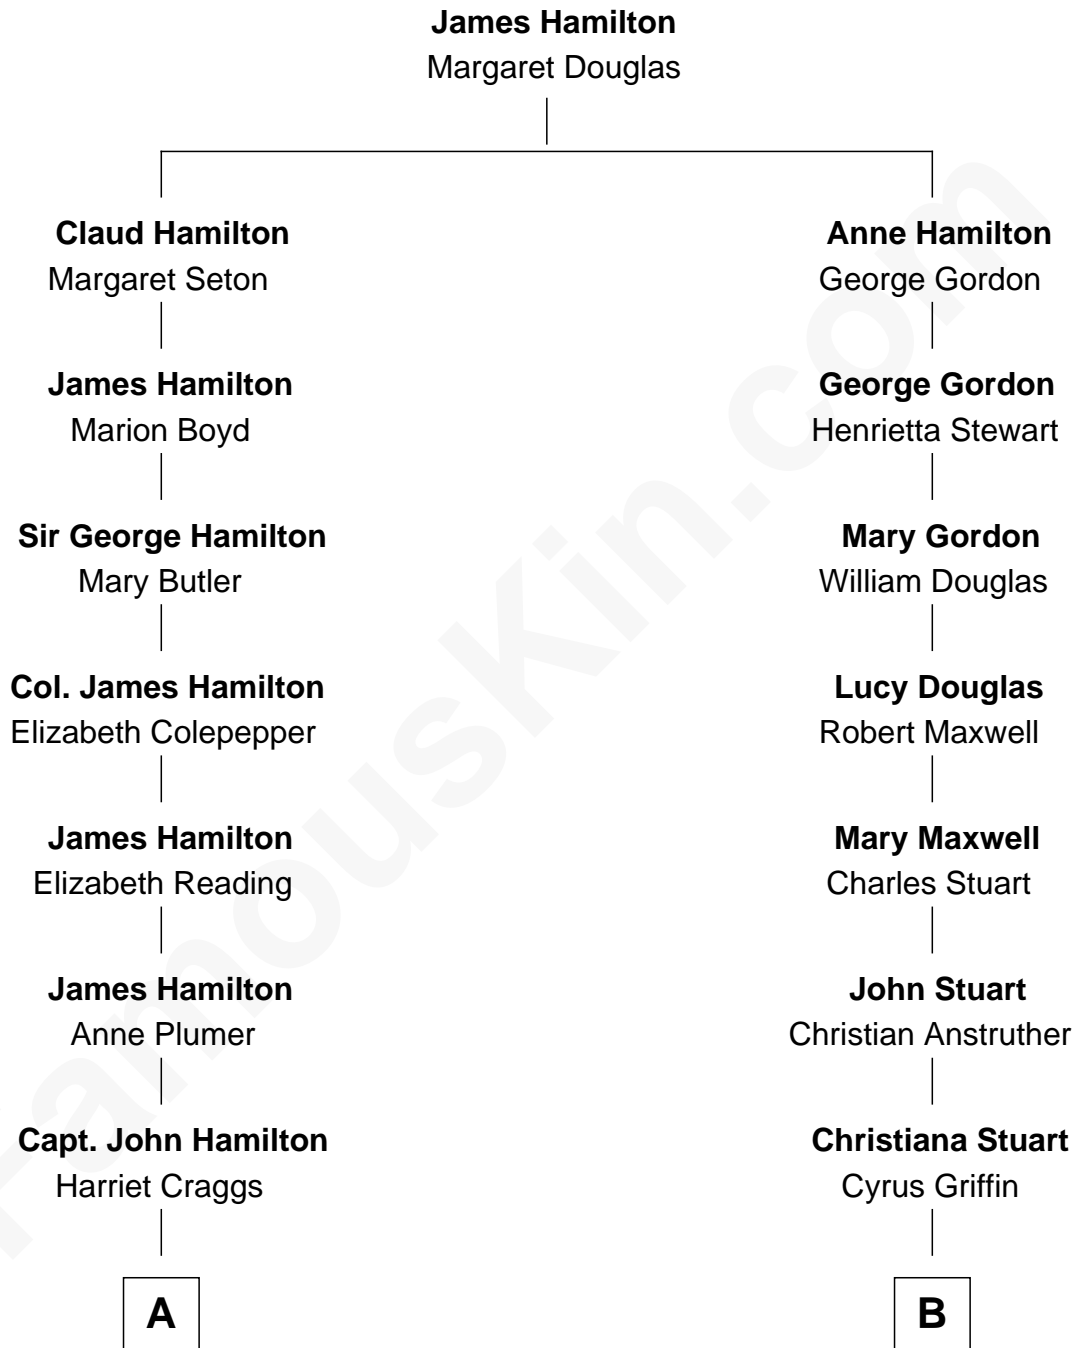 James Hamilton
Margaret Douglas
Claud Hamilton
Margaret Seton
James Hamilton
Marion Boyd
Sir George Hamilton
Mary Butler
Col. James Hamilton
Elizabeth Colepepper
James Hamilton
Elizabeth Reading
James Hamilton
Anne Plumer
Capt. John Hamilton
Harriet Craggs
A
Anne Hamilton
George Gordon
George Gordon
Henrietta Stewart
Mary Gordon
William Douglas
Lucy Douglas
Robert Maxwell
Mary Maxwell
Charles Stuart
John Stuart
Christian Anstruther
Christiana Stuart
Cyrus Griffin
B
FamousKin.com